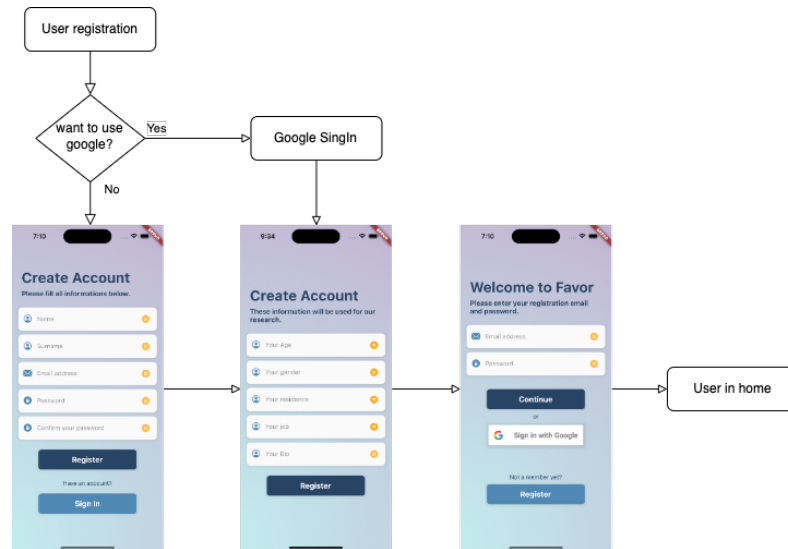 User registration
want to use
google?
Yes
Google SingIn
No
7:10
Create Account
Please fill all informations below.
Name
Surname
Email address
Password
Confirm your password
Register
Have an account?
Sign In
9:34
Create Account
These information will be used for our
research.
Your Age
Your gender
Your residence
Your job
Your Bio
Register
7:10
Welcome to Favor
Please enter your registration email
and password.
Email address
Password
Continue
or
Sign in with Google
Not a member yet?
Register
User in home